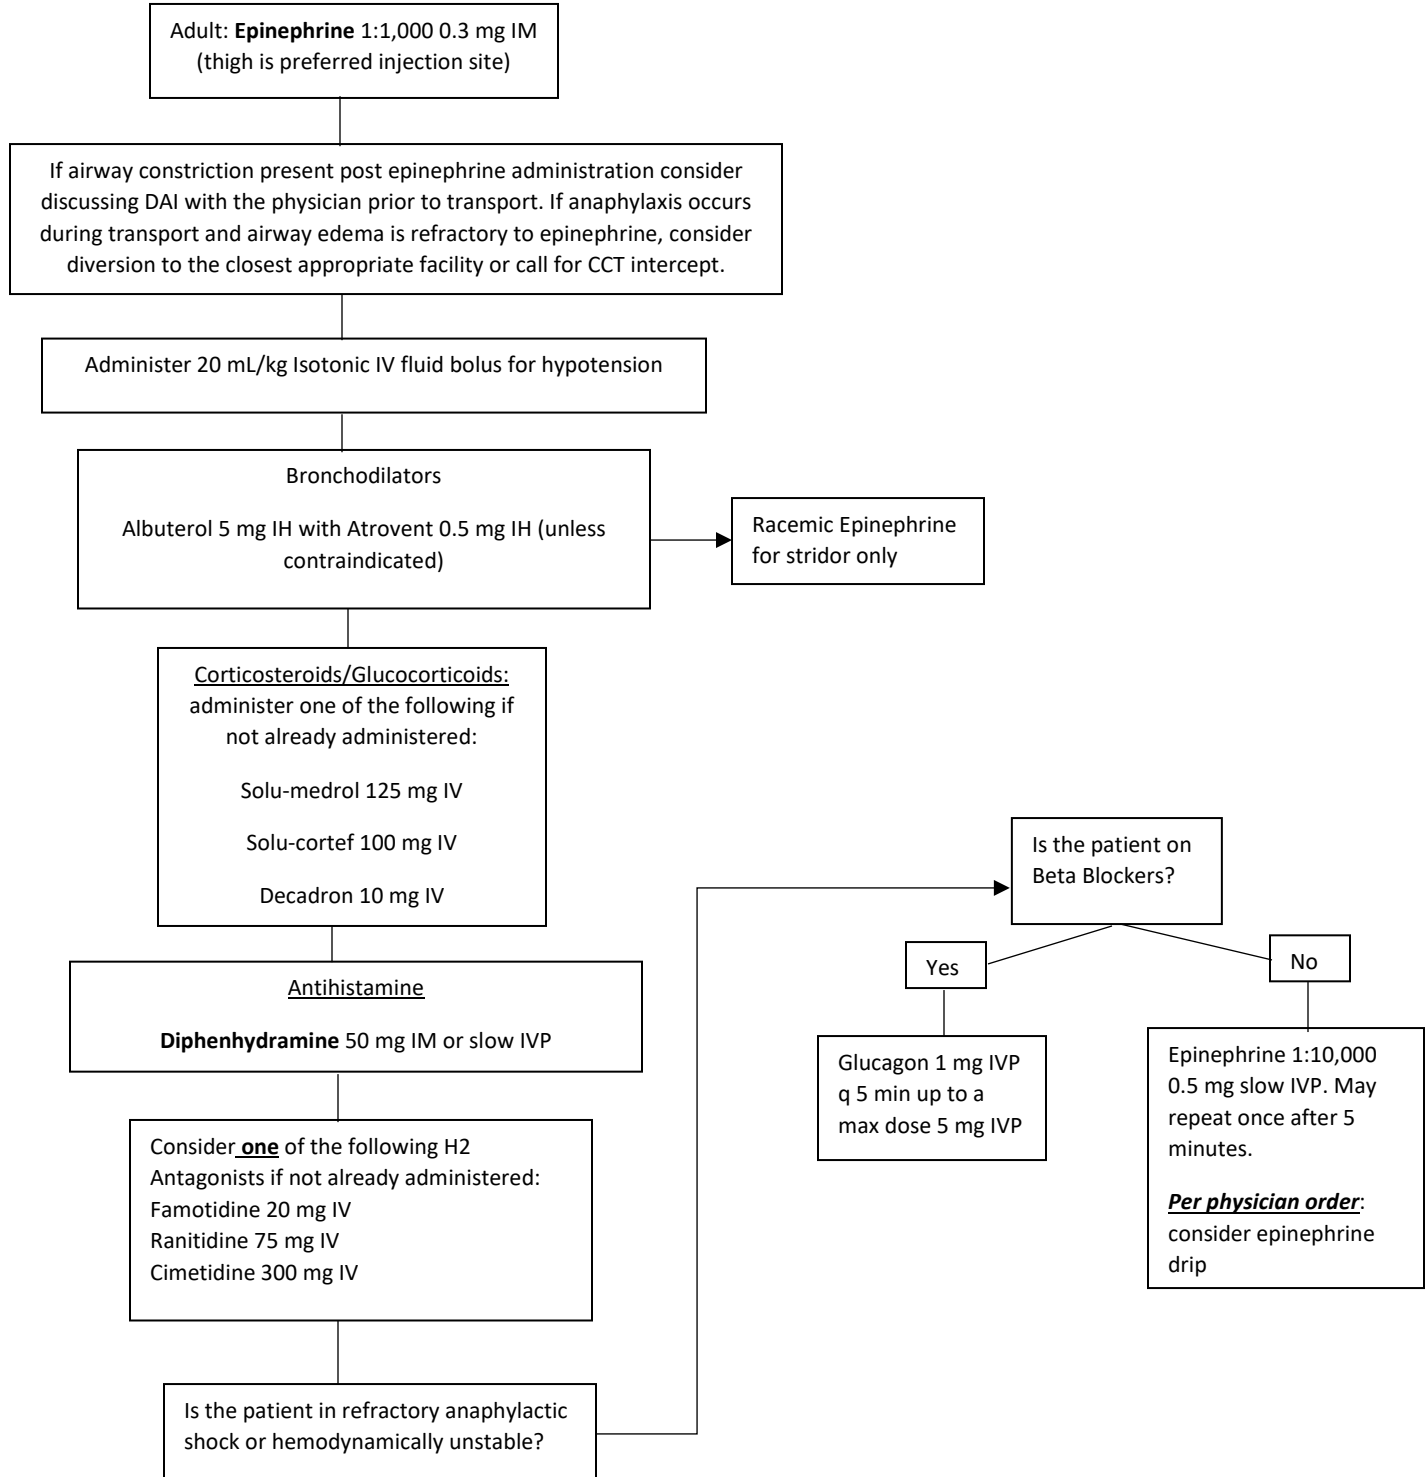 Adult: Epinephrine 1:1,000 0.3 mg IM
(thigh is preferred injection site)
If airway constriction present post epinephrine administration consider
discussing DAI with the physician prior to transport. If anaphylaxis occurs
during transport and airway edema is refractory to epinephrine, consider
diversion to the closest appropriate facility or call for CCT intercept.
Administer 20 mL/kg Isotonic IV fluid bolus for hypotension
Bronchodilators
Albuterol 5 mg IH with Atrovent 0.5 mg IH (unless
contraindicated)
Racemic Epinephrine
for stridor only
Corticosteroids/Glucocorticoids:
administer one of the following if
not already administered:
Solu-medrol 125 mg IV
Solu-cortef 100 mg IV
Decadron 10 mg IV
Antihistamine
Diphenhydramine 50 mg IM or slow IVP
Consider one of the following H2
Antagonists if not already administered:
Famotidine 20 mg IV
Ranitidine 75 mg IV
Cimetidine 300 mg IV
Is the patient in refractory anaphylactic
shock or hemodynamically unstable?
Is the patient on
Beta Blockers?
Yes
Glucagon 1 mg IVP
q 5 min up to a
max dose 5 mg IVP
No
Epinephrine 1:10,000
0.5 mg slow IVP. May
repeat once after 5
minutes.
Per physician order:
consider epinephrine
drip